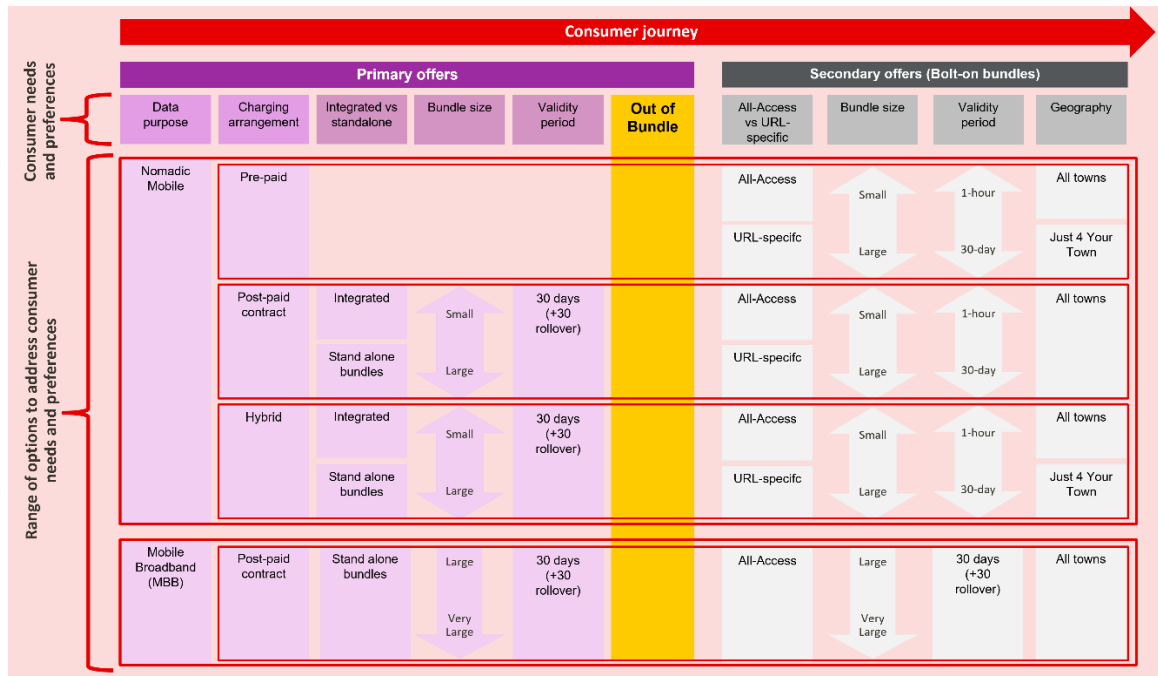 Consumer journey
Primary offers
Secondary offers (Bolt-on bundles)
Consumer needs
and preferences
Data
purpose
Charging
arrangement
Integrated vs
standalone
Bundle size
Validity
period
Out of
Bundle
All-Access
vs URL-
specific
Bundle size
Validity
period
Geography
Range of options to address consumer
needs and preferences
Nomadic
Mobile
Pre-paid
All-Access
URL-specifc
Small
Large
1-hour
30-day
All towns
Just 4 Your
Town
Post-paid
contract
Integrated
Stand alone
bundles
Small
Large
30 days
(+30
rollover)
All-Access
URL-specifc
Small
Large
1-hour
30-day
All towns
Hybrid
Integrated
Stand alone
bundles
Small
Large
30 days
(+30
rollover)
All-Access
URL-specifc
Small
Large
1-hour
30-day
All towns
Just 4 Your
Town
Mobile
Broadband
(MBB)
Post-paid
contract
Stand alone
bundles
Large
Very
Large
30 days
(+30
rollover)
All-Access
Large
Very
Large
30 days
(+30
rollover)
All towns